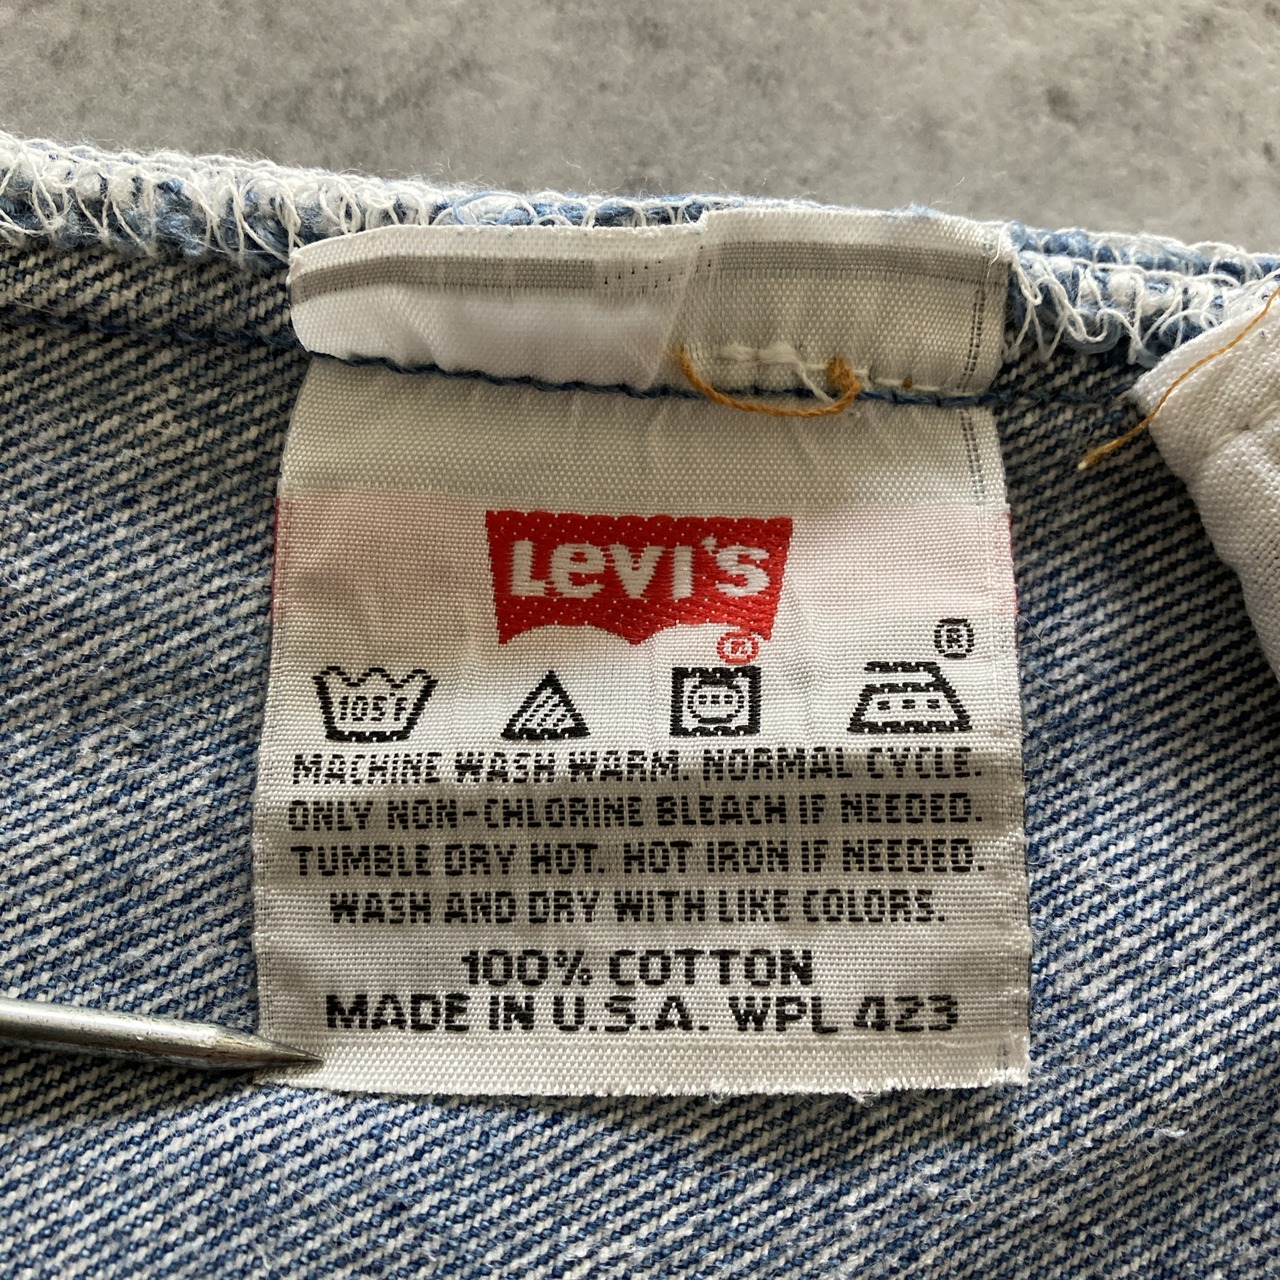 Levi's
®
®
105°F
MACHINE WASH WARM. NORMAL CYCLE.
ONLY NON-CHLORINE BLEACH IF NEEDED.
TUMBLE DRY HOT. HOT IRON IF NEEDED.
WASH AND DRY WITH LIKE COLORS.
100% COTTON
MADE IN U.S.A. WPL 423